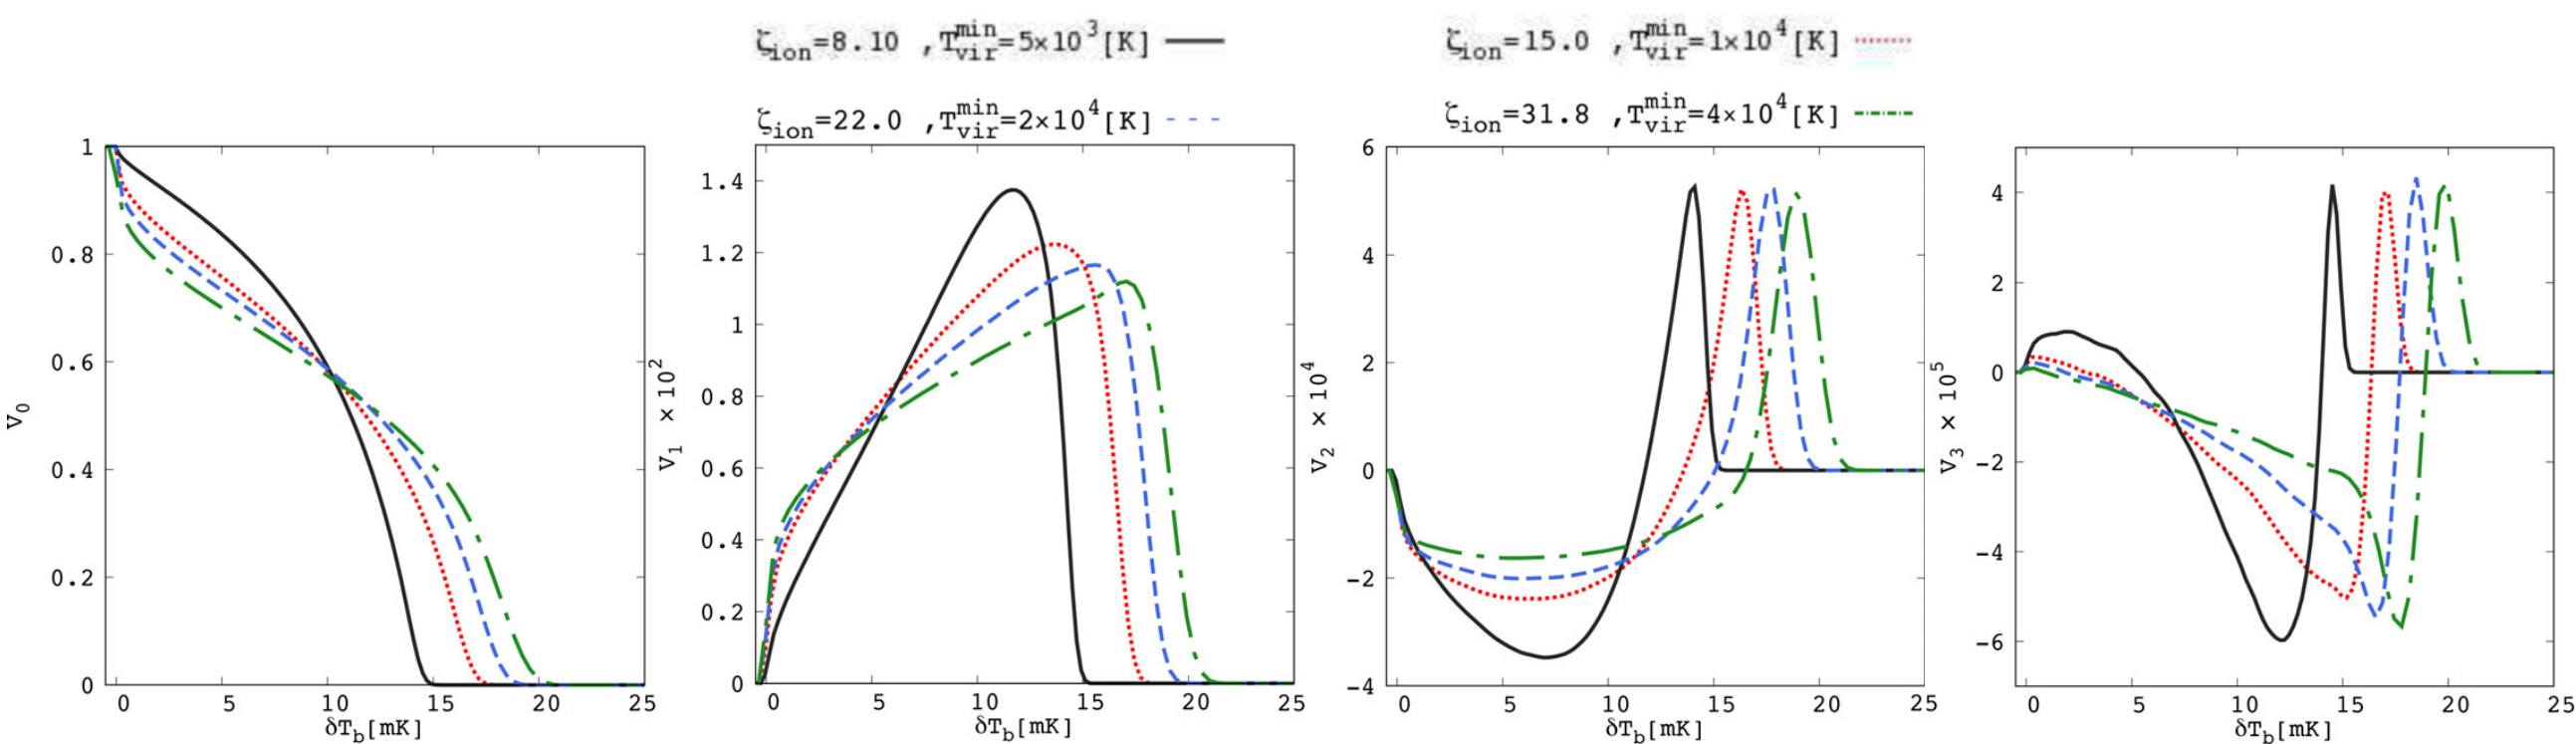 ζion=8.10 ,Tminvir=5×10³[K]
ζion=15.0 ,Tminvir=1×10⁴[K]
ζion=22.0 ,Tminvir=2×10⁴[K]
ζion=31.8 ,Tminvir=4×10⁴[K]
V₀
1
0.8
0.6
0.4
0.2
0
0 5 10 15 20 25
δTb[mK]
V₁ ×10²
1.4
1.2
1
0.8
0.6
0.4
0.2
0
0 5 10 15 20 25
δTb[mK]
V₂ ×10⁴
6
4
2
0
−2
−4
0 5 10 15 20 25
δTb[mK]
V₃ ×10⁵
4
2
0
−2
−4
−6
0 5 10 15 20 25
δTb[mK]